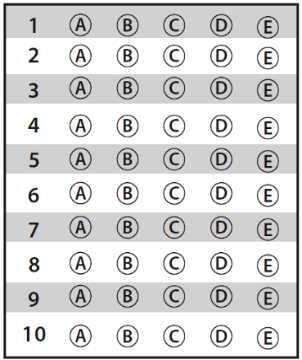 1 A B C D E
2 A B C D E
3 A B C D E
4 A B C D E
5 A B C D E
6 A B C D E
7 A B C D E
8 A B C D E
9 A B C D E
10 A B C D E